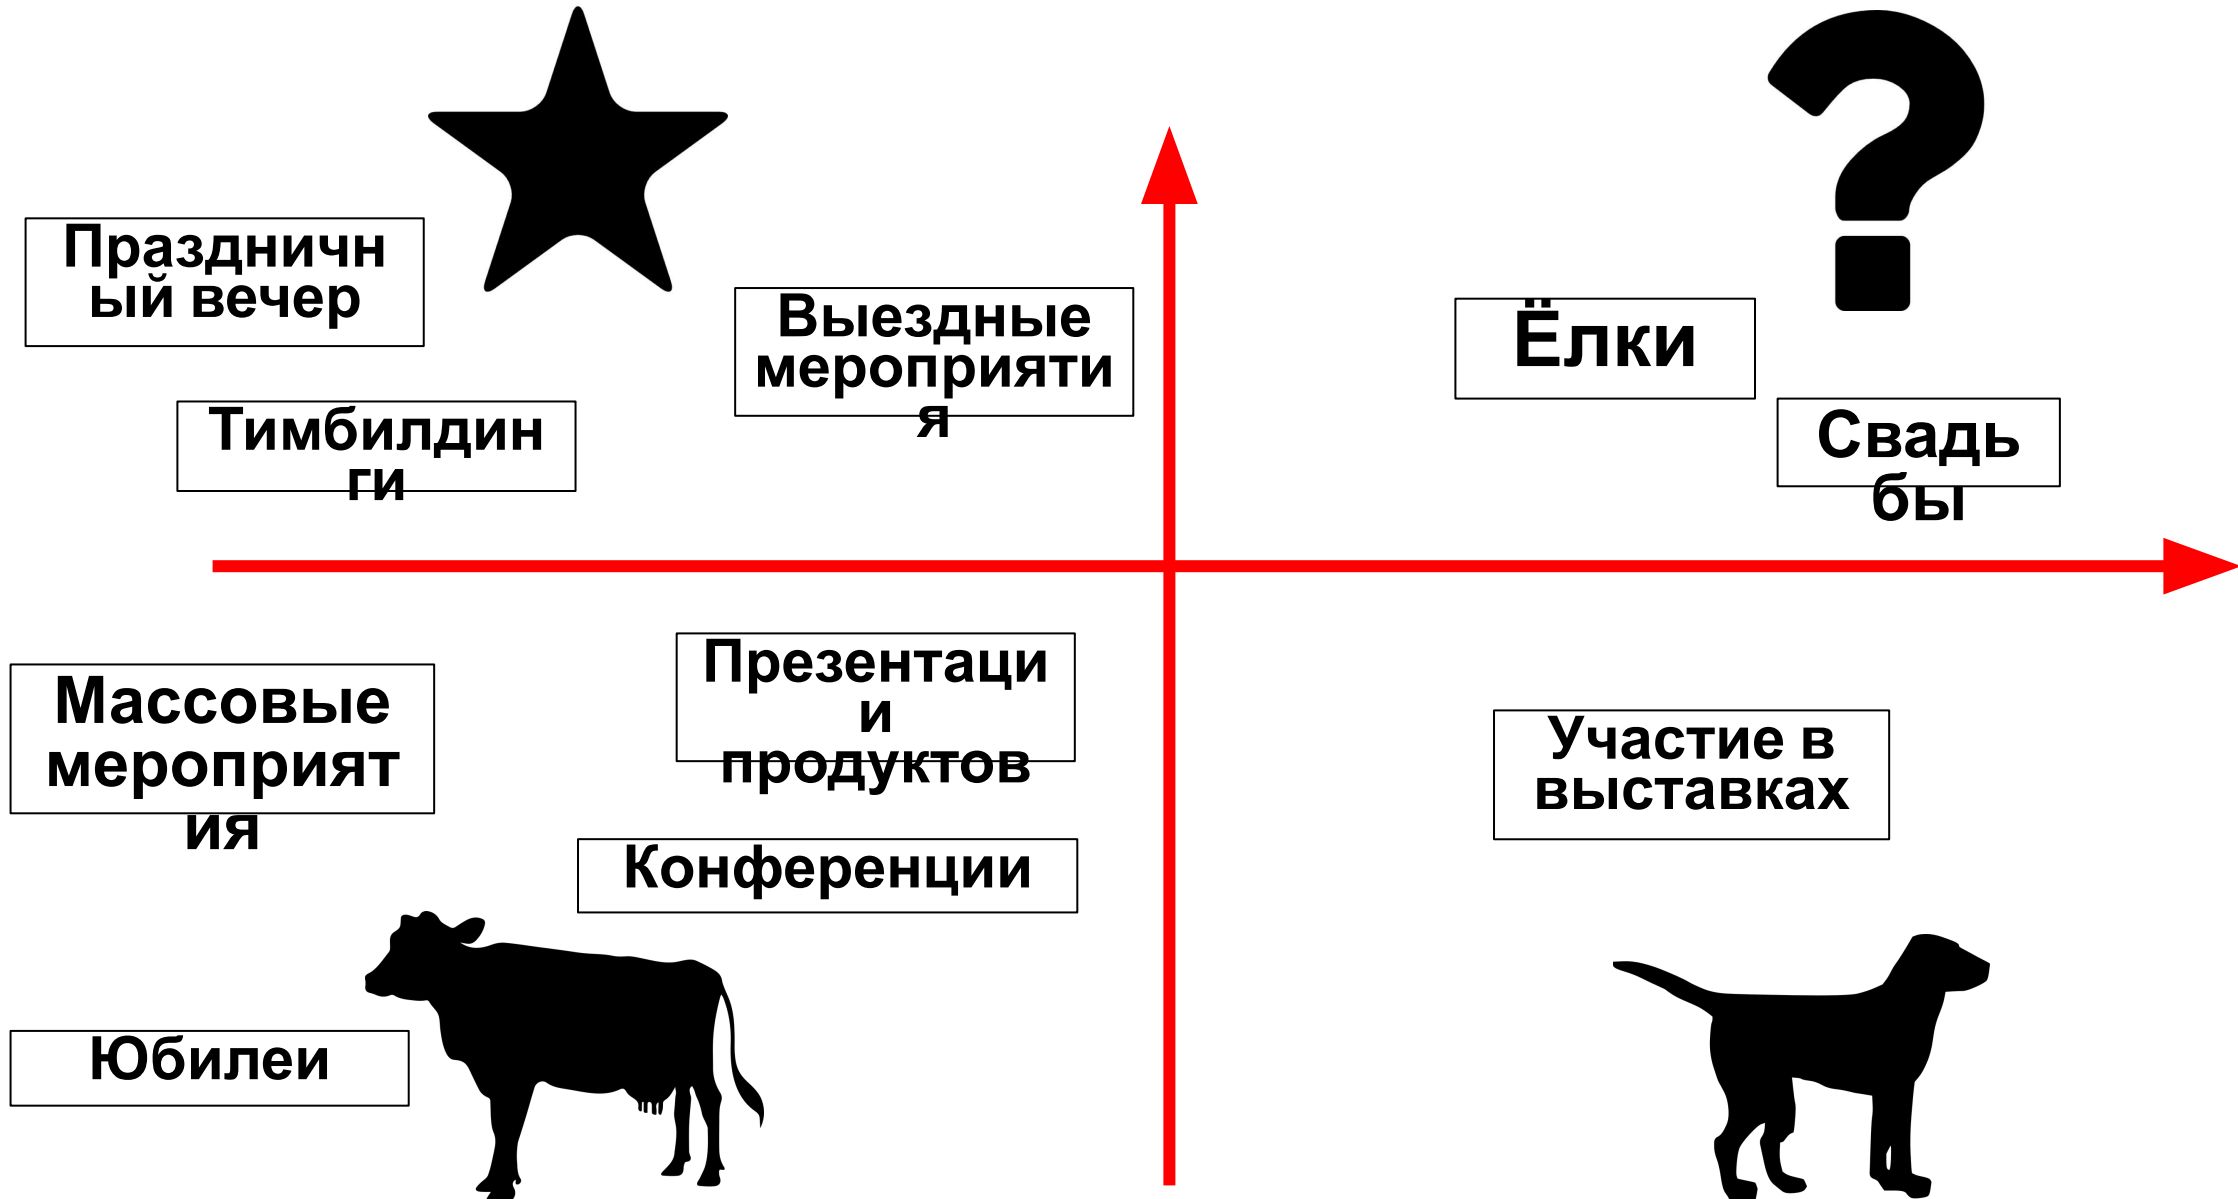 Праздничн
ый вечер
Выездные
мероприяти
я
Тимбилдин
ги
Ёлки
Свадь
бы
Массовые
мероприят
ия
Презентаци
и
продуктов
Конференции
Юбилеи
Участие в
выставках